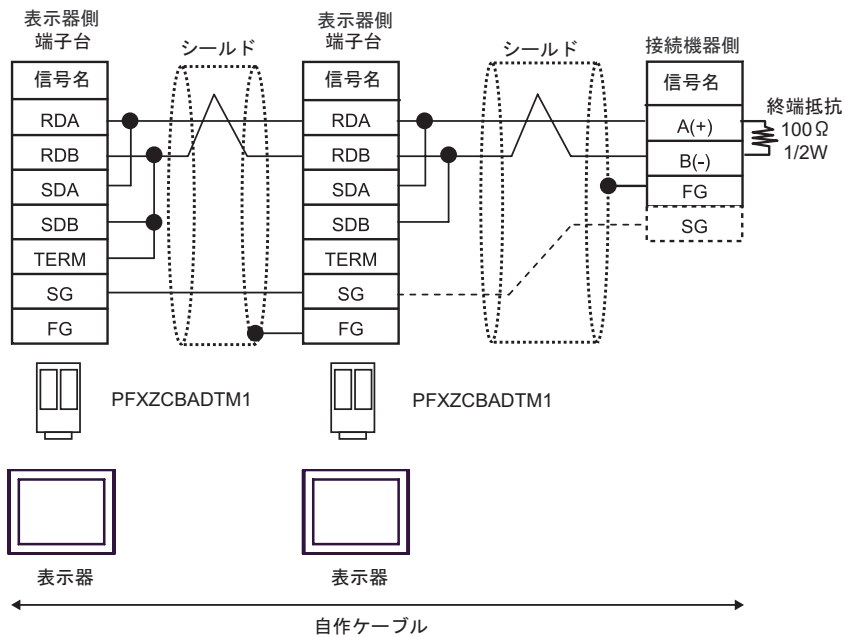 表示器側
端子台
信号名
RDA
RDB
SDA
SDB
TERM
SG
FG
シールド
表示器側
端子台
信号名
RDA
RDB
SDA
SDB
TERM
SG
FG
シールド
接続機器側
信号名
A(+)
B(-)
FG
SG
終端抵抗
100Ω
1/2W
PFXZCBADTM1
PFXZCBADTM1
表示器
表示器
自作ケーブル